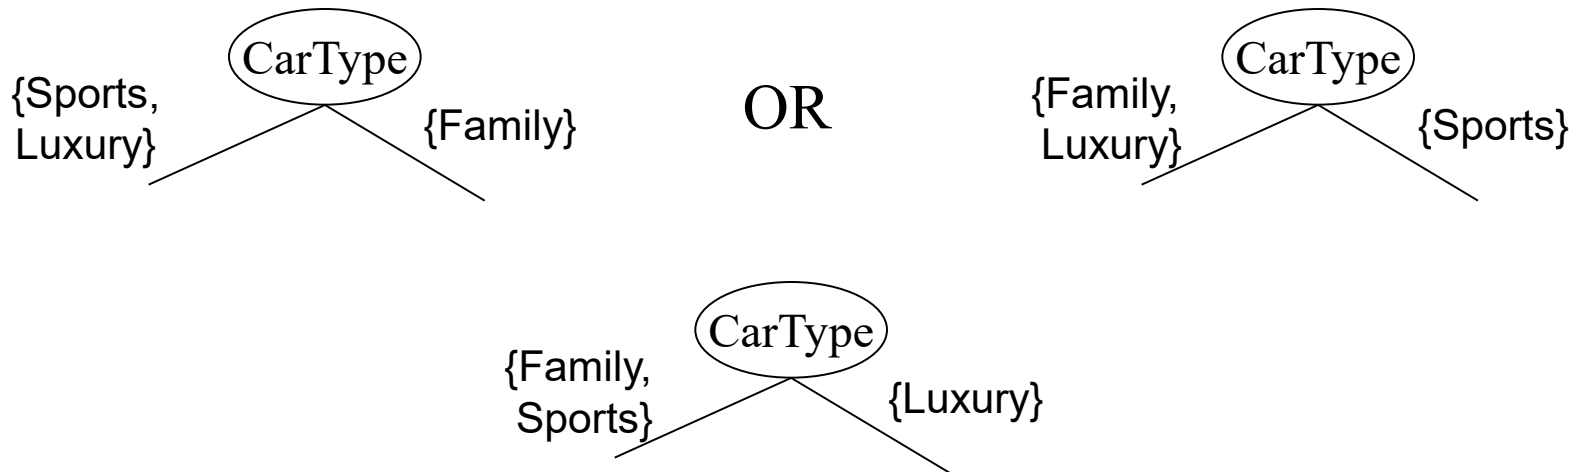 CarType
{Sports,
Luxury}
{Family}
OR
CarType
{Family,
Luxury}
{Sports}
CarType
{Family,
Sports}
{Luxury}